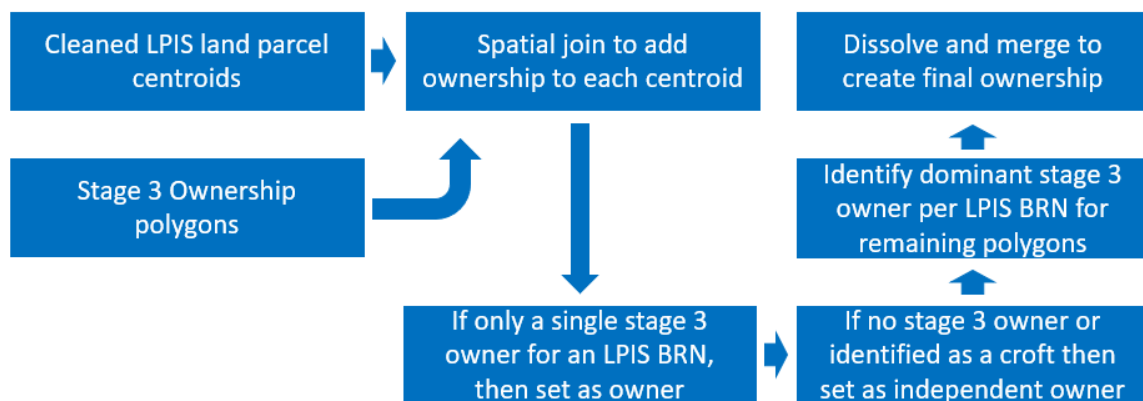 Cleaned LPIS land parcel
centroids
Spatial join to add
ownership to each centroid
Dissolve and merge to
create final ownership
Stage 3 Ownership
polygons
Identify dominant stage 3
owner per LPIS BRN for
remaining polygons
If only a single stage 3
owner for an LPIS BRN,
then set as owner
If no stage 3 owner or
identified as a croft then
set as independent owner